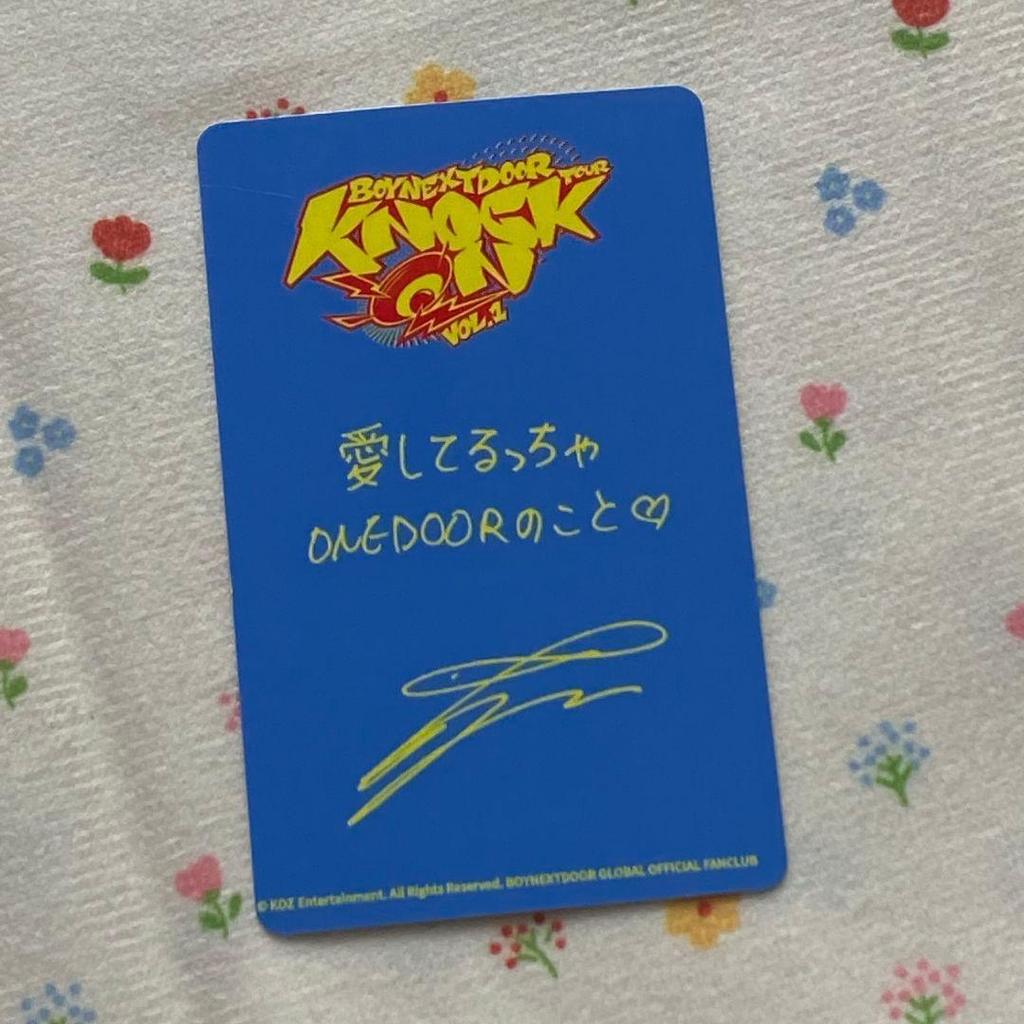 BOYNEXTDOOR TOUR
KNOCK
ON
VOL.1
愛してるっちゃ
ONEDOORのこと♡
© KOZ Entertainment. All Rights Reserved. BOYNEXTDOOR GLOBAL OFFICIAL FANCLUB